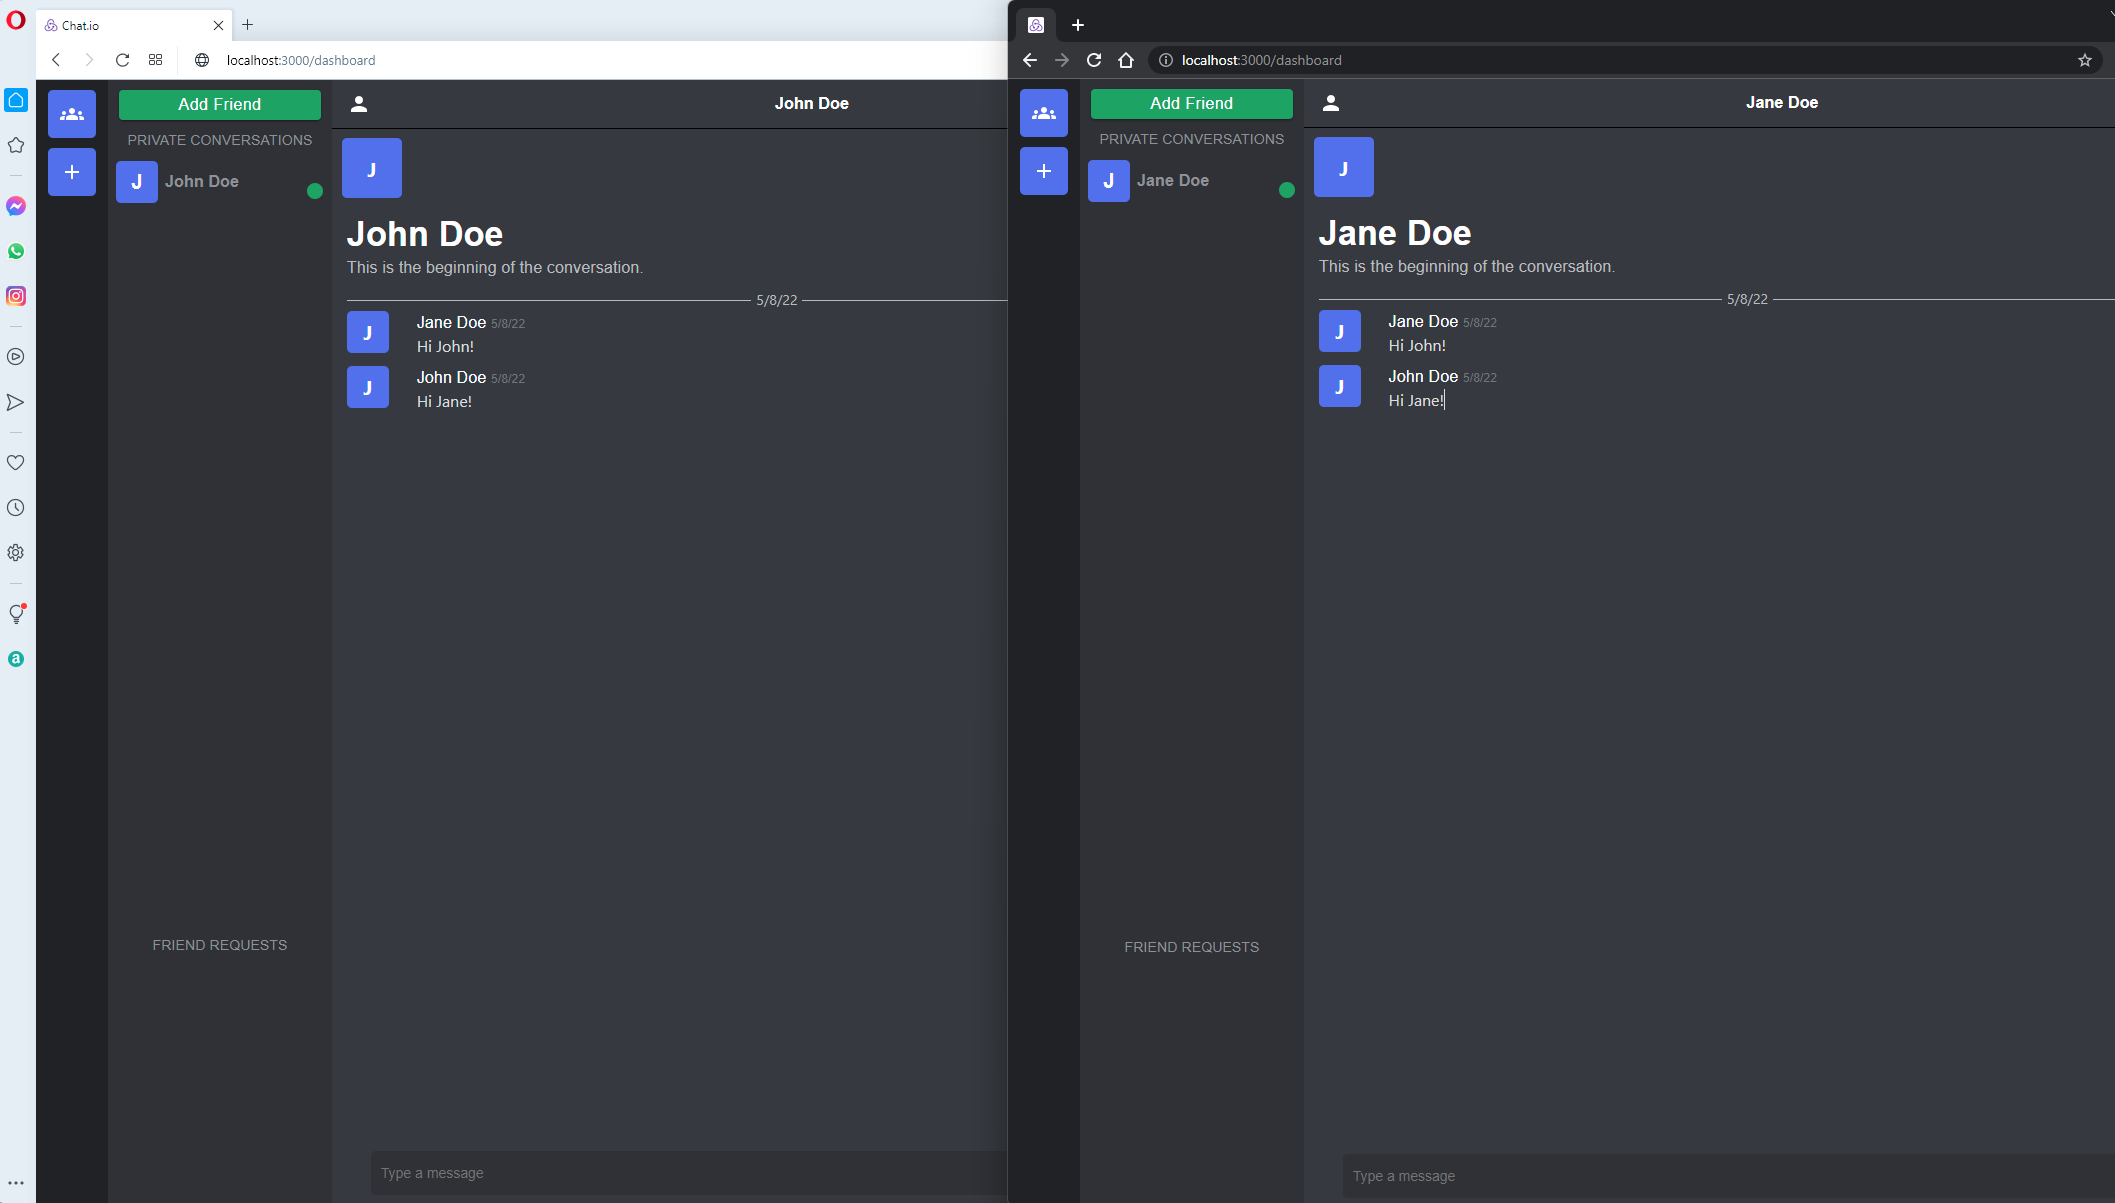 Chat.io
localhost:3000/dashboard
Add Friend
PRIVATE CONVERSATIONS
J
John Doe
FRIEND REQUESTS
John Doe
J
John Doe
This is the beginning of the conversation.
5/8/22
J
Jane Doe 5/8/22
Hi John!
J
John Doe 5/8/22
Hi Jane!
Type a message
a
localhost:3000/dashboard
Add Friend
PRIVATE CONVERSATIONS
J
Jane Doe
FRIEND REQUESTS
Jane Doe
J
Jane Doe
This is the beginning of the conversation.
5/8/22
J
Jane Doe 5/8/22
Hi John!
J
John Doe 5/8/22
Hi Jane!
Type a message